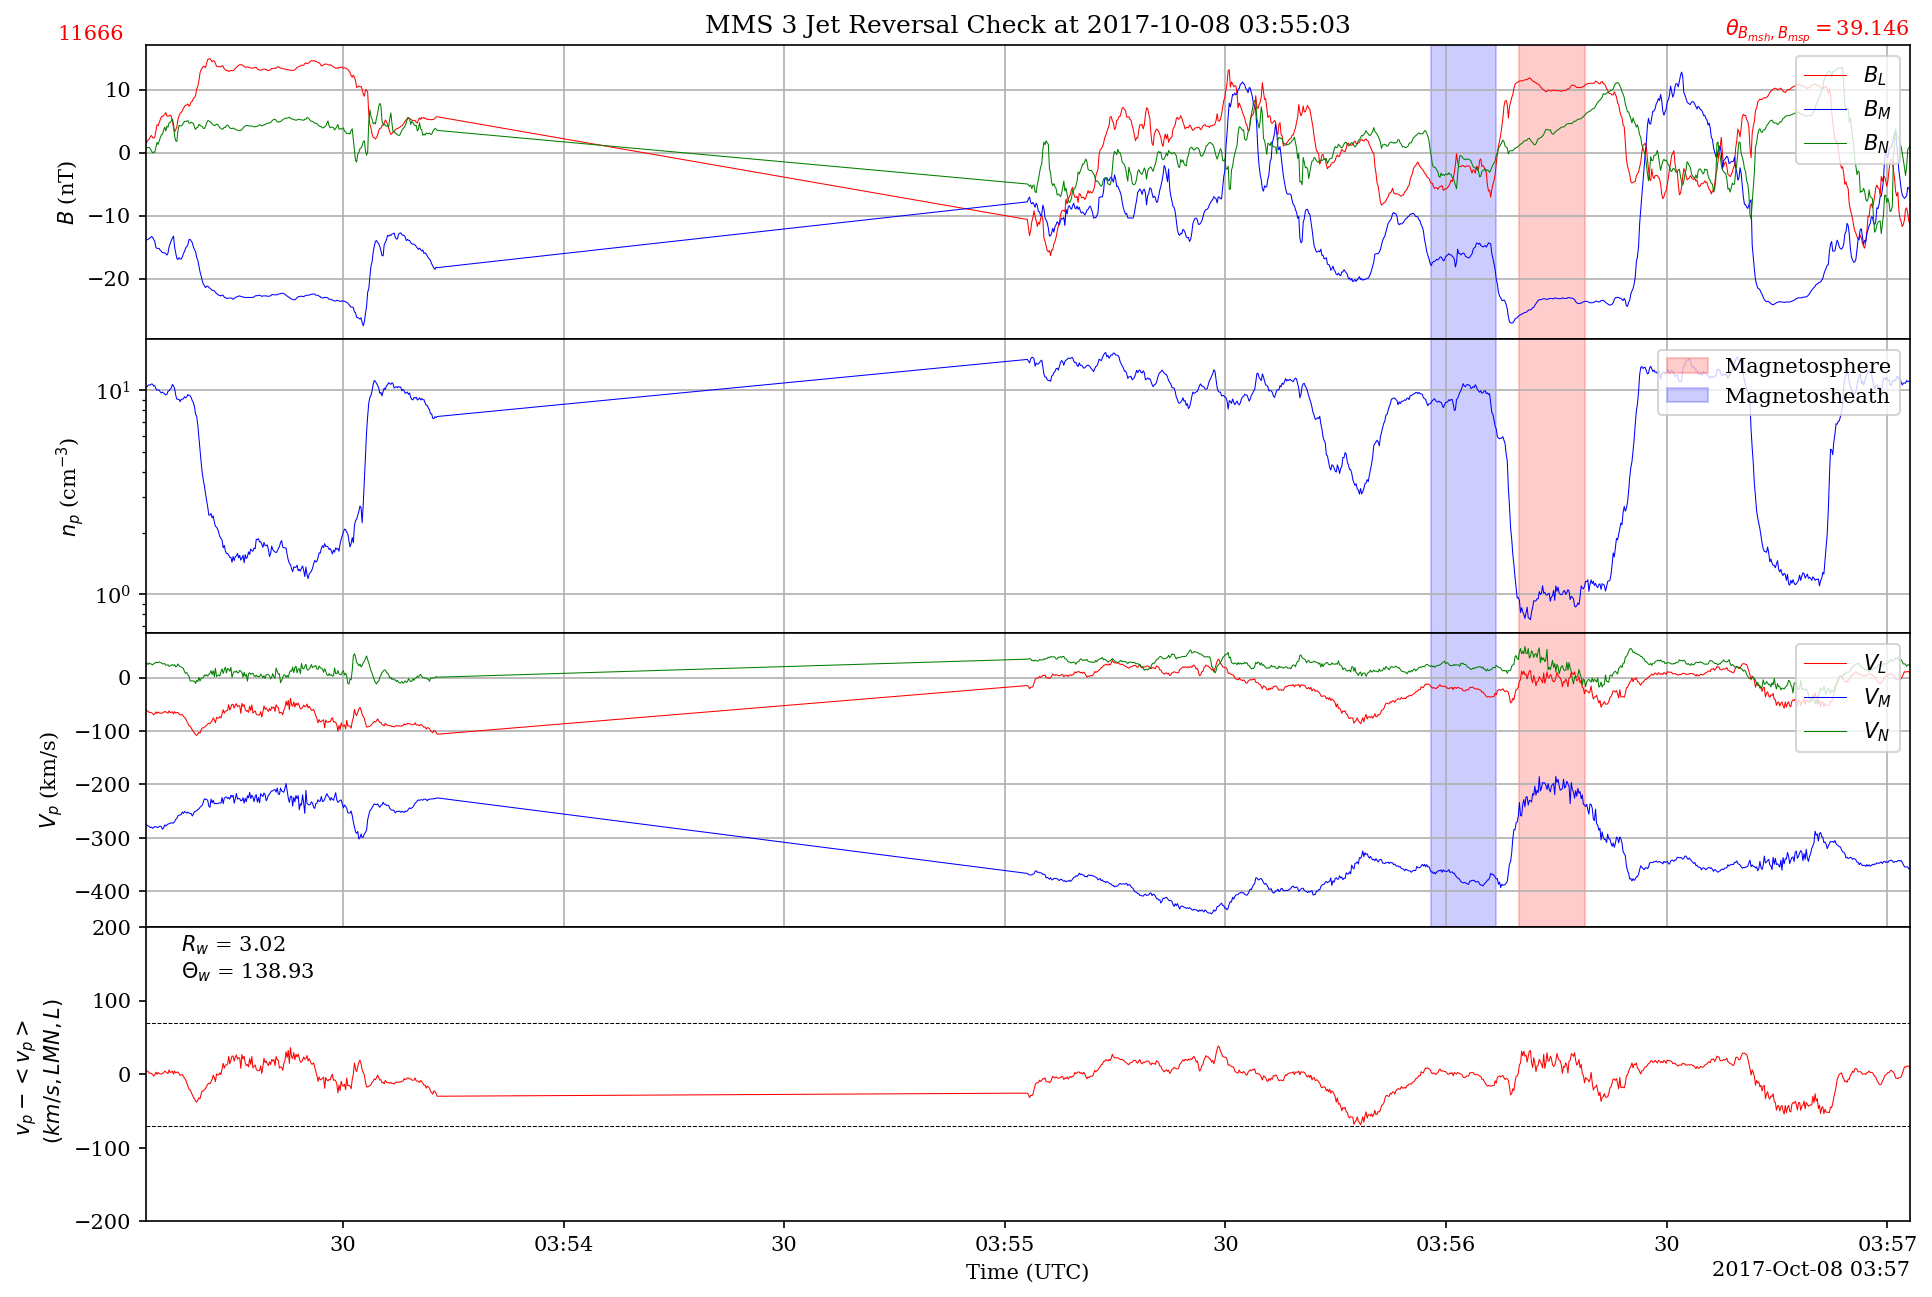 11666
MMS 3 Jet Reversal Check at 2017-10-08 03:55:03
θ_{B_{msh}, B_{msp}} = 39.146
10
0
−10
−20
B (nT)
B_L
B_M
B_N
10^1
10^0
n_p (cm^{−3})
Magnetosphere
Magnetosheath
0
−100
−200
−300
−400
V_p (km/s)
V_L
V_M
V_N
200
100
0
−100
−200
v_p − < v_p >
(km/s, LMN, L)
R_w = 3.02
Θ_w = 138.93
30
03:54
30
03:55
30
03:56
30
03:57
Time (UTC)
2017-Oct-08 03:57